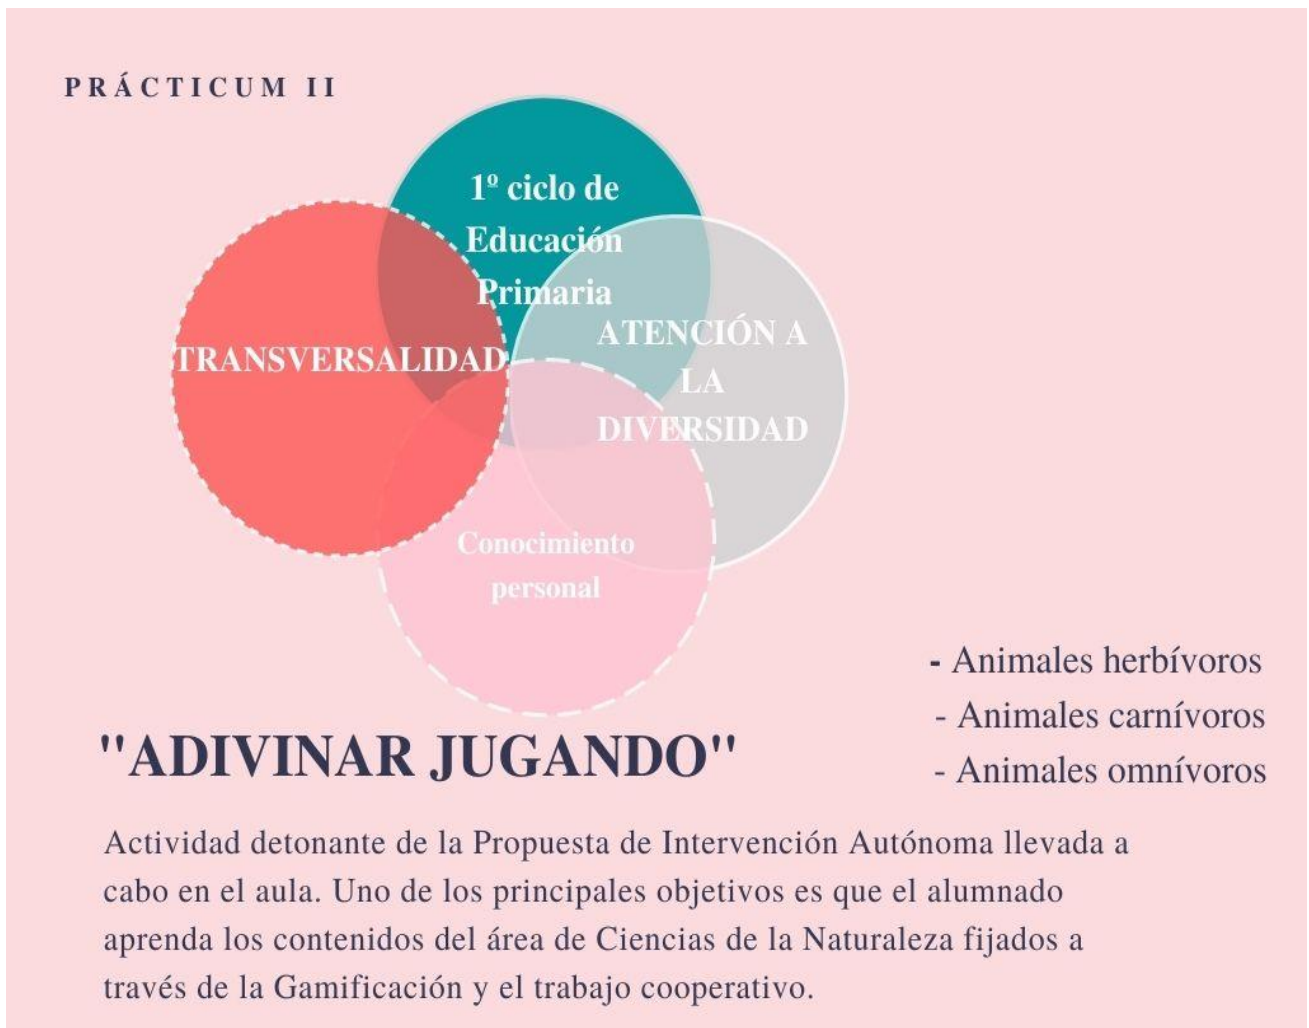 PRÁCTICUM II
1º ciclo de
Educación
Primaria
TRANSVERSALIDAD
ATENCIÓN A
LA
DIVERSIDAD
Conocimiento
personal
- Animales herbívoros
- Animales carnívoros
- Animales omnívoros
"ADIVINAR JUGANDO"
Actividad detonante de la Propuesta de Intervención Autónoma llevada a
cabo en el aula. Uno de los principales objetivos es que el alumnado
aprenda los contenidos del área de Ciencias de la Naturaleza fijados a
través de la Gamificación y el trabajo cooperativo.